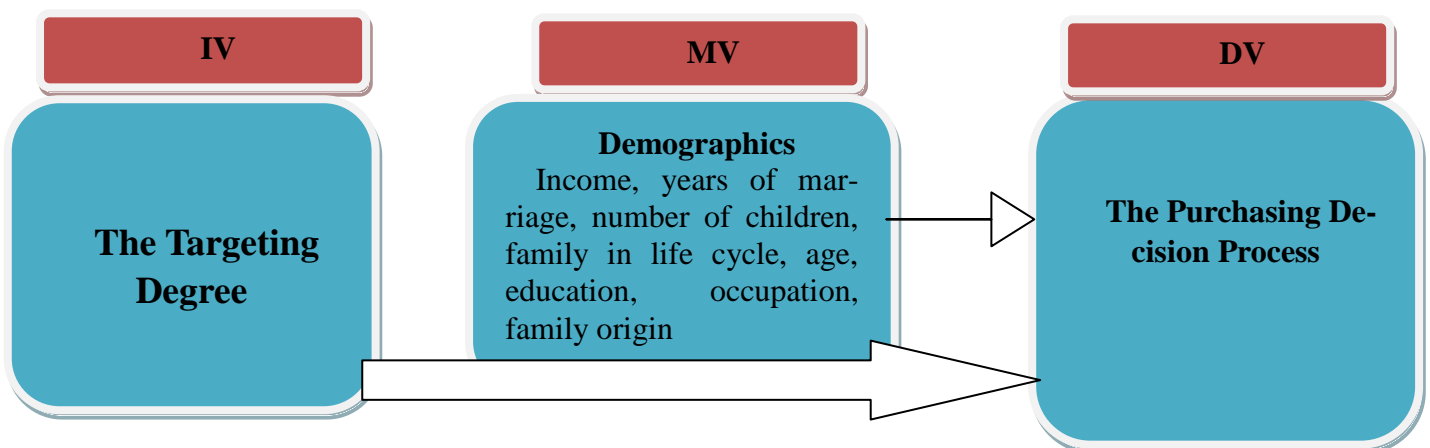 IV
The Targeting
Degree
MV
Demographics
Income, years of mar-
riage, number of children,
family in life cycle, age,
education, occupation,
family origin
DV
The Purchasing De-
cision Process